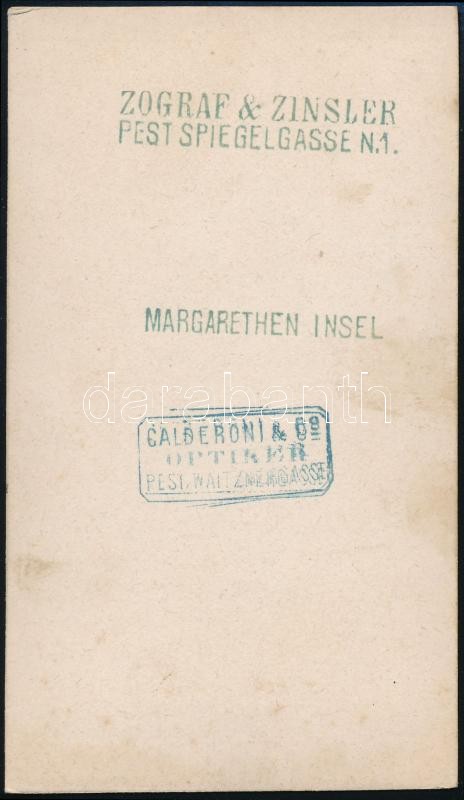 ZOGRAF & ZINSLER
PEST SPIEGELGASSE N.1.
MARGARETHEN INSEL
darabanth
CALDERONI & Co
OPTIKER
PEST, WAITZNERGASSE